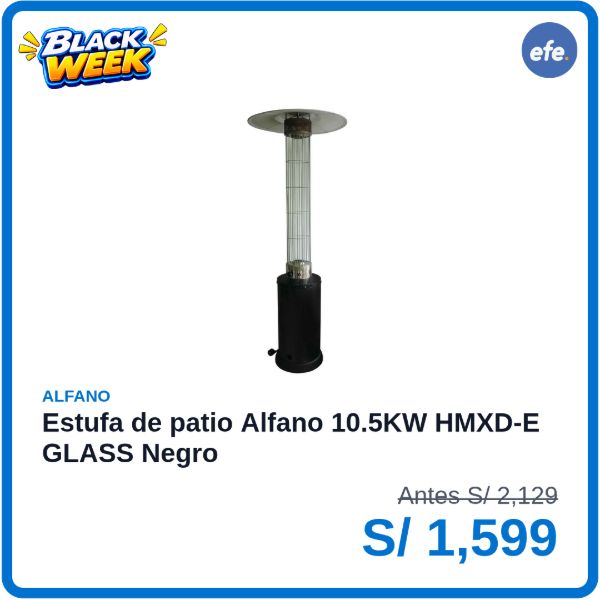 BLACK
WEEK
efe.
ALFANO
Estufa de patio Alfano 10.5KW HMXD-E
GLASS Negro
Antes S/ 2,129
S/ 1,599